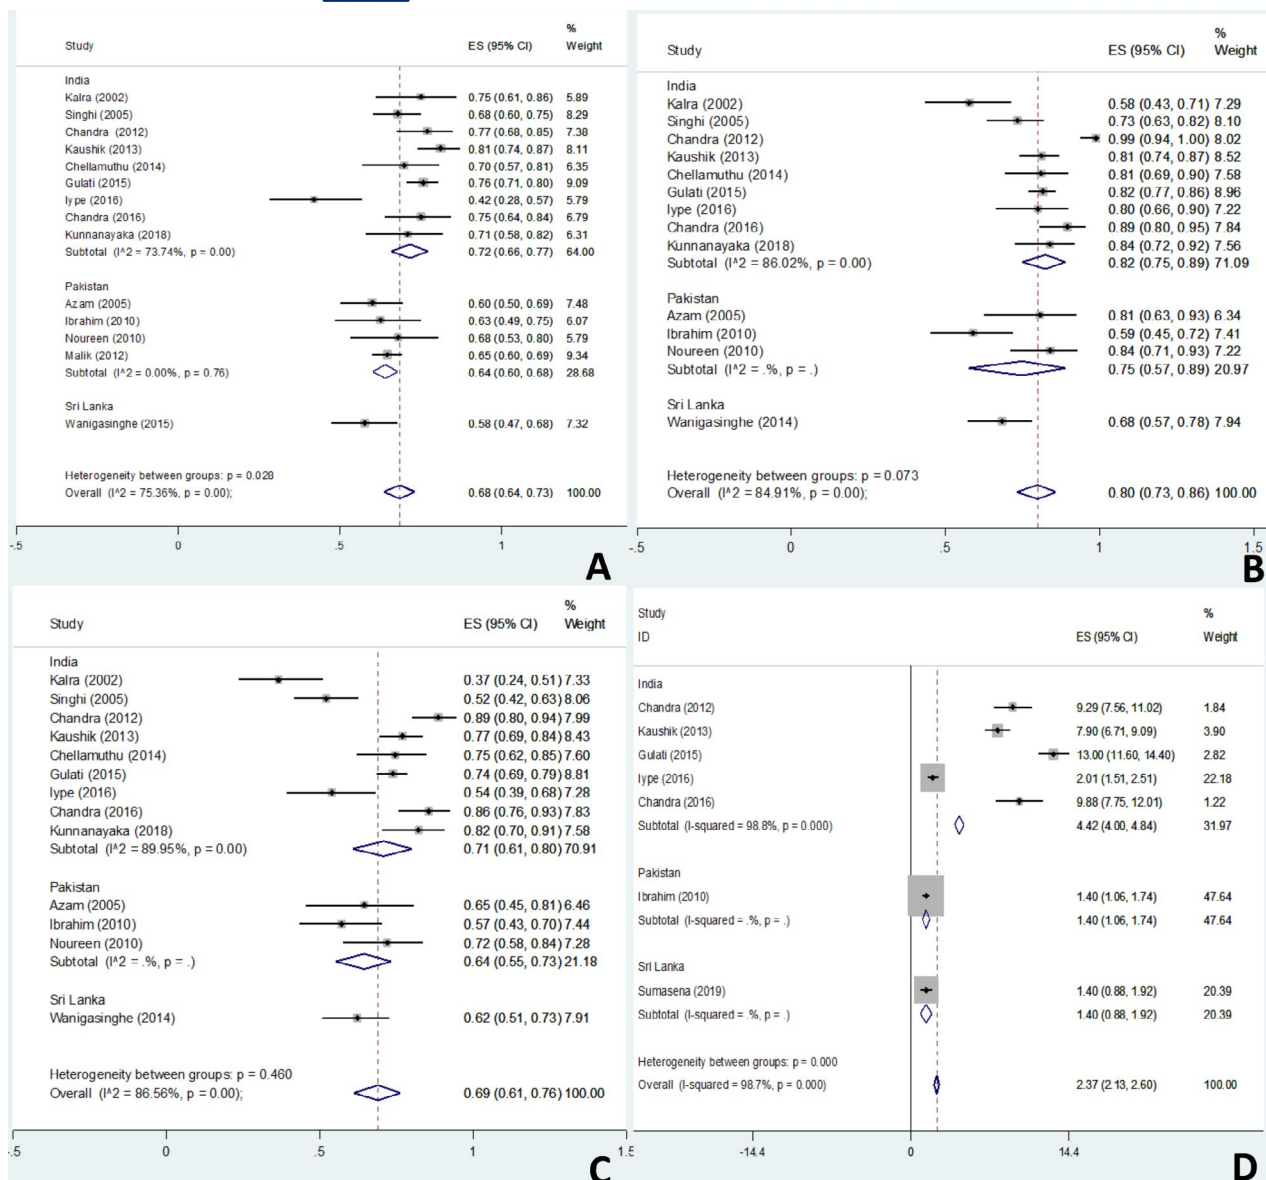 Study ES (95% CI) % Weight
India
Kalra (2002) 0.75 (0.61, 0.86) 5.89
Singhi (2005) 0.68 (0.60, 0.75) 8.29
Chandra (2012) 0.77 (0.68, 0.85) 7.38
Kaushik (2013) 0.81 (0.74, 0.87) 8.11
Chellamuthu (2014) 0.70 (0.57, 0.81) 6.35
Gulati (2015) 0.76 (0.71, 0.80) 9.09
Iype (2016) 0.42 (0.28, 0.57) 5.79
Chandra (2016) 0.75 (0.64, 0.84) 6.79
Kunnanayaka (2018) 0.71 (0.58, 0.82) 6.31
Subtotal (I^2 = 73.74%, p = 0.00) 0.72 (0.66, 0.77) 64.00
Pakistan
Azam (2005) 0.60 (0.50, 0.69) 7.48
Ibrahim (2010) 0.63 (0.49, 0.75) 6.07
Noureen (2010) 0.68 (0.53, 0.80) 5.79
Malik (2012) 0.65 (0.60, 0.69) 9.34
Subtotal (I^2 = 0.00%, p = 0.76) 0.64 (0.60, 0.68) 28.68
Sri Lanka
Wanigasinghe (2015) 0.58 (0.47, 0.68) 7.32
Heterogeneity between groups: p = 0.028
Overall (I^2 = 75.36%, p = 0.00); 0.68 (0.64, 0.73) 100.00
-.5 0 .5 1
A
Study ES (95% CI) % Weight
India
Kalra (2002) 0.58 (0.43, 0.71) 7.29
Singhi (2005) 0.73 (0.63, 0.82) 8.10
Chandra (2012) 0.99 (0.94, 1.00) 8.02
Kaushik (2013) 0.81 (0.74, 0.87) 8.52
Chellamuthu (2014) 0.81 (0.69, 0.90) 7.58
Gulati (2015) 0.82 (0.77, 0.86) 8.96
Iype (2016) 0.80 (0.66, 0.90) 7.22
Chandra (2016) 0.89 (0.80, 0.95) 7.84
Kunnanayaka (2018) 0.84 (0.72, 0.92) 7.56
Subtotal (I^2 = 86.02%, p = 0.00) 0.82 (0.75, 0.89) 71.09
Pakistan
Azam (2005) 0.81 (0.63, 0.93) 6.34
Ibrahim (2010) 0.59 (0.45, 0.72) 7.41
Noureen (2010) 0.84 (0.71, 0.93) 7.22
Subtotal (I^2 = .%, p = .) 0.75 (0.57, 0.89) 20.97
Sri Lanka
Wanigasinghe (2014) 0.68 (0.57, 0.78) 7.94
Heterogeneity between groups: p = 0.073
Overall (I^2 = 84.91%, p = 0.00); 0.80 (0.73, 0.86) 100.00
-.5 0 .5 1 1.5
B
Study ES (95% CI) % Weight
India
Kalra (2002) 0.37 (0.24, 0.51) 7.33
Singhi (2005) 0.52 (0.42, 0.63) 8.06
Chandra (2012) 0.89 (0.80, 0.94) 7.99
Kaushik (2013) 0.77 (0.69, 0.84) 8.43
Chellamuthu (2014) 0.75 (0.62, 0.85) 7.60
Gulati (2015) 0.74 (0.69, 0.79) 8.81
Iype (2016) 0.54 (0.39, 0.68) 7.28
Chandra (2016) 0.86 (0.76, 0.93) 7.83
Kunnanayaka (2018) 0.82 (0.70, 0.91) 7.58
Subtotal (I^2 = 89.95%, p = 0.00) 0.71 (0.61, 0.80) 70.91
Pakistan
Azam (2005) 0.65 (0.45, 0.81) 6.46
Ibrahim (2010) 0.57 (0.43, 0.70) 7.44
Noureen (2010) 0.72 (0.58, 0.84) 7.28
Subtotal (I^2 = .%, p = .) 0.64 (0.55, 0.73) 21.18
Sri Lanka
Wanigasinghe (2014) 0.62 (0.51, 0.73) 7.91
Heterogeneity between groups: p = 0.460
Overall (I^2 = 86.56%, p = 0.00); 0.69 (0.61, 0.76) 100.00
-.5 0 .5 1 1.5
C
Study %
ID ES (95% CI) Weight
India
Chandra (2012) 9.29 (7.56, 11.02) 1.84
Kaushik (2013) 7.90 (6.71, 9.09) 3.90
Gulati (2015) 13.00 (11.60, 14.40) 2.82
Iype (2016) 2.01 (1.51, 2.51) 22.18
Chandra (2016) 9.88 (7.75, 12.01) 1.22
Subtotal (I-squared = 98.8%, p = 0.000) 4.42 (4.00, 4.84) 31.97
Pakistan
Ibrahim (2010) 1.40 (1.06, 1.74) 47.64
Subtotal (I-squared = .%, p = .) 1.40 (1.06, 1.74) 47.64
Sri Lanka
Sumasena (2019) 1.40 (0.88, 1.92) 20.39
Subtotal (I-squared = .%, p = .) 1.40 (0.88, 1.92) 20.39
Heterogeneity between groups: p = 0.000
Overall (I-squared = 98.7%, p = 0.000) 2.37 (2.13, 2.60) 100.00
-14.4 0 14.4
D